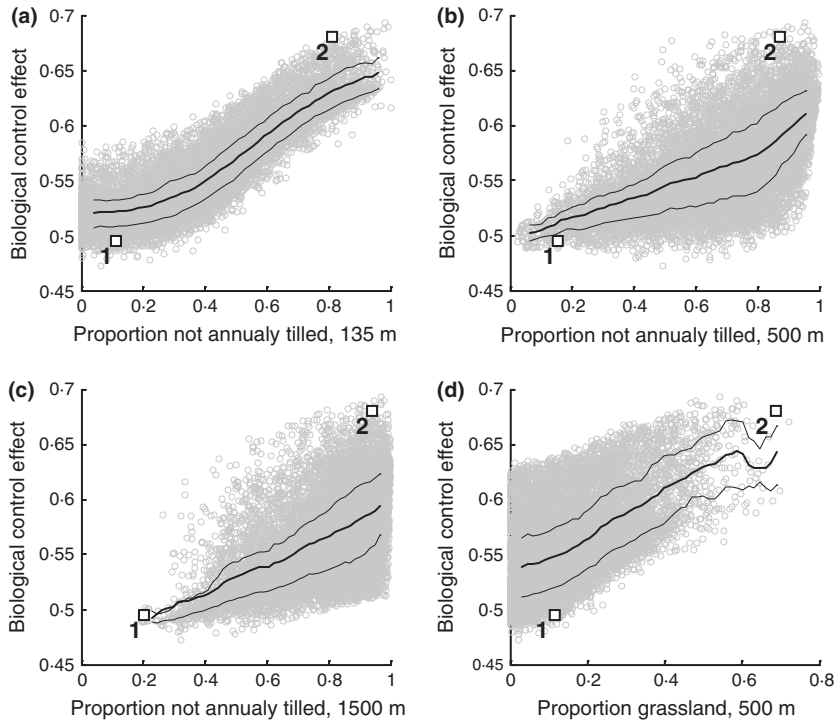 (a)
0·7
0·65
0·6
0·55
0·5
0·45
Biological control effect
2
1
0 0·2 0·4 0·6 0·8 1
Proportion not annualy tilled, 135 m
(b)
0·7
0·65
0·6
0·55
0·5
0·45
Biological control effect
2
1
0 0·2 0·4 0·6 0·8 1
Proportion not annualy tilled, 500 m
(c)
0·7
0·65
0·6
0·55
0·5
0·45
Biological control effect
2
1
0 0·2 0·4 0·6 0·8 1
Proportion not annualy tilled, 1500 m
(d)
0·7
0·65
0·6
0·55
0·5
0·45
Biological control effect
2
1
0 0·2 0·4 0·6 0·8
Proportion grassland, 500 m